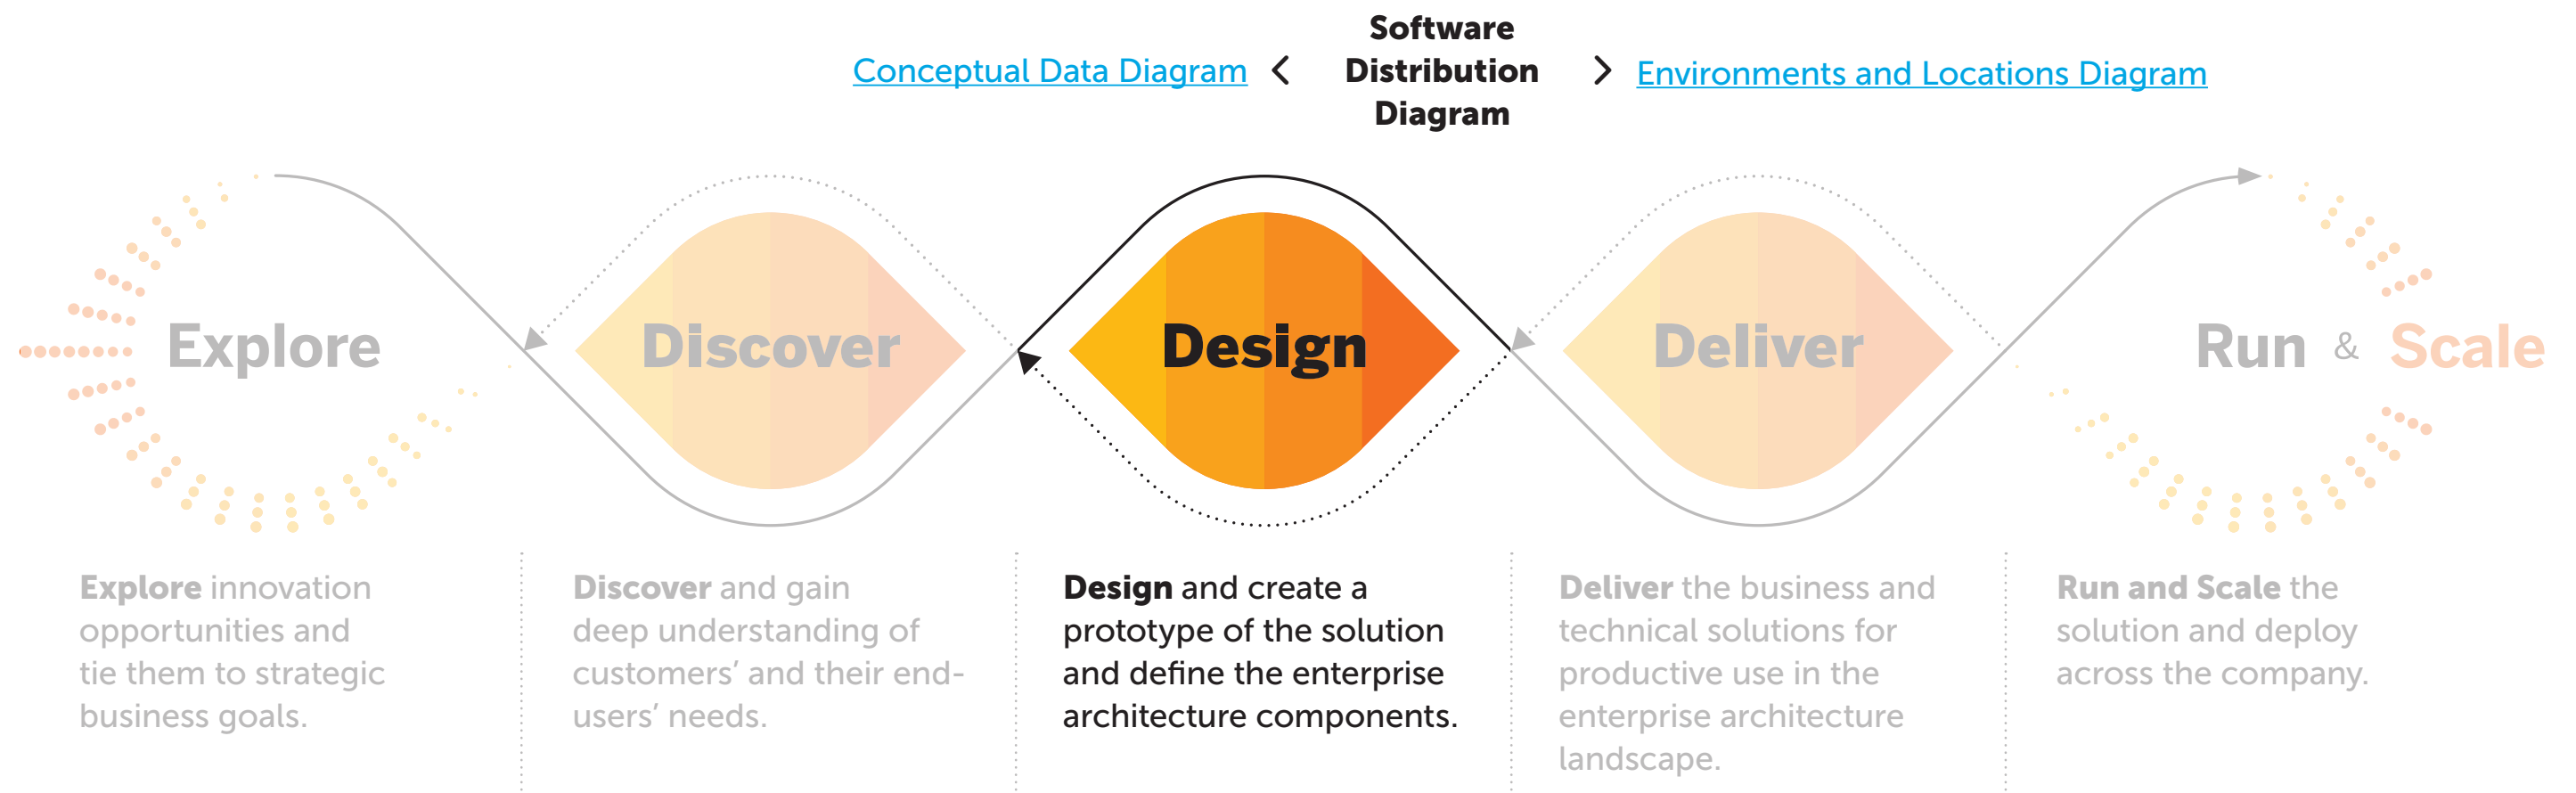 Software
Conceptual Data Diagram < Distribution > Environments and Locations Diagram
Diagram
Explore
Discover
Design
Deliver
Run & Scale
Explore innovation
opportunities and
tie them to strategic
business goals.
Discover and gain
deep understanding of
customers’ and their end-
users’ needs.
Design and create a
prototype of the solution
and define the enterprise
architecture components.
Deliver the business and
technical solutions for
productive use in the
enterprise architecture
landscape.
Run and Scale the
solution and deploy
across the company.